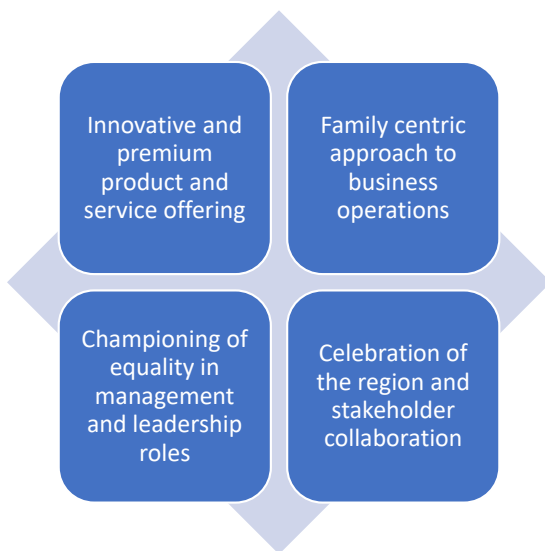 Innovative and
premium
product and
service offering
Family centric
approach to
business
operations
Championing of
equality in
management
and leadership
roles
Celebration of
the region and
stakeholder
collaboration